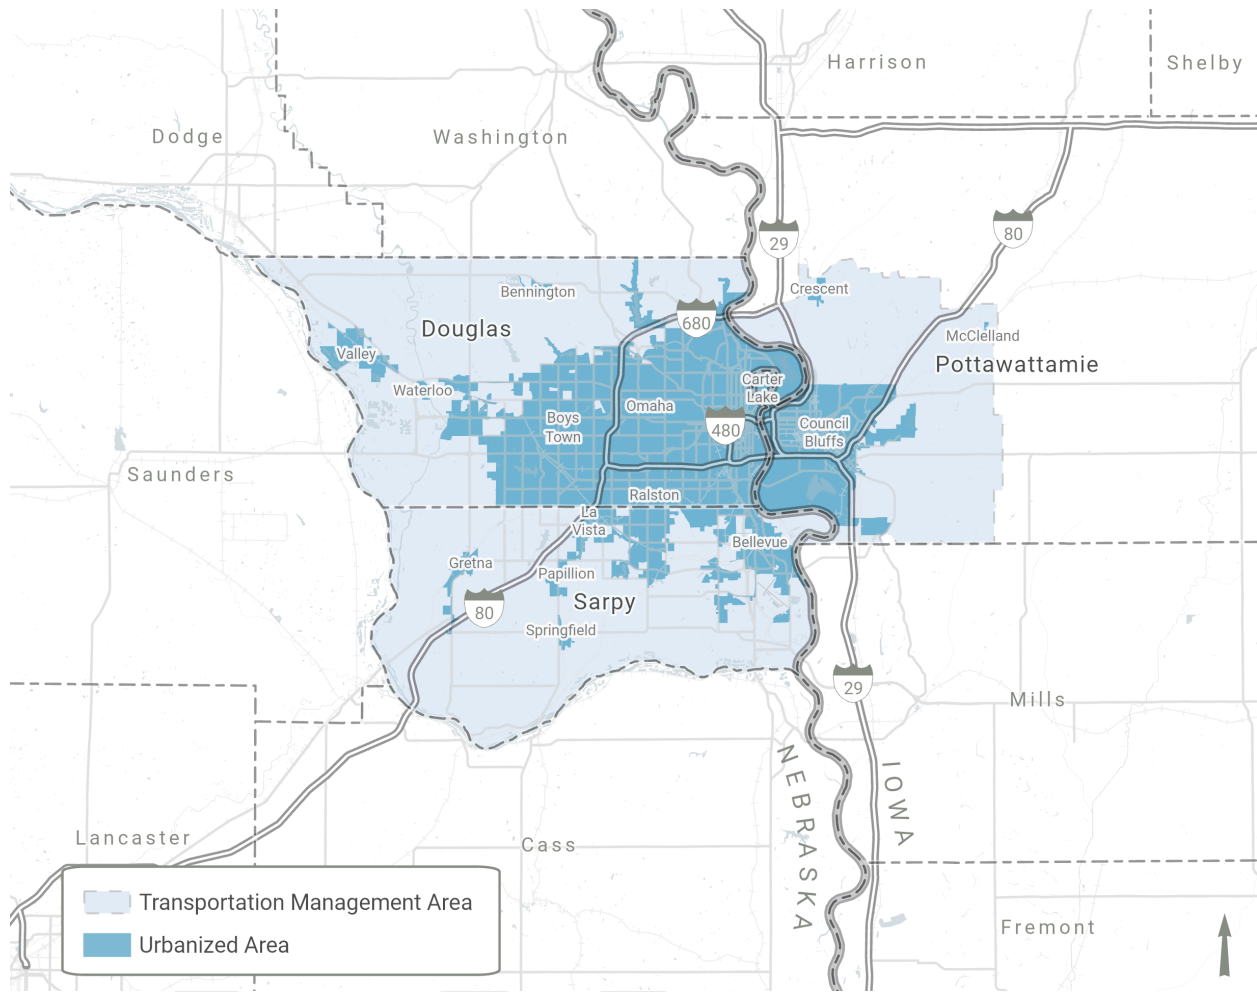 Harrison
Shelby
Dodge
Washington
29
80
Crescent
Bennington
680
Douglas
McClelland
Valley
Pottawattamie
Carter
Lake
Waterloo
Omaha
Boys
Town
480
Council
Bluffs
Saunders
Ralston
La
Vista
Bellevue
Gretna
Papillion
Sarpy
80
Springfield
29
Mills
NEBRASKA
IOWA
Lancaster
Cass
Transportation Management Area
Urbanized Area
Fremont